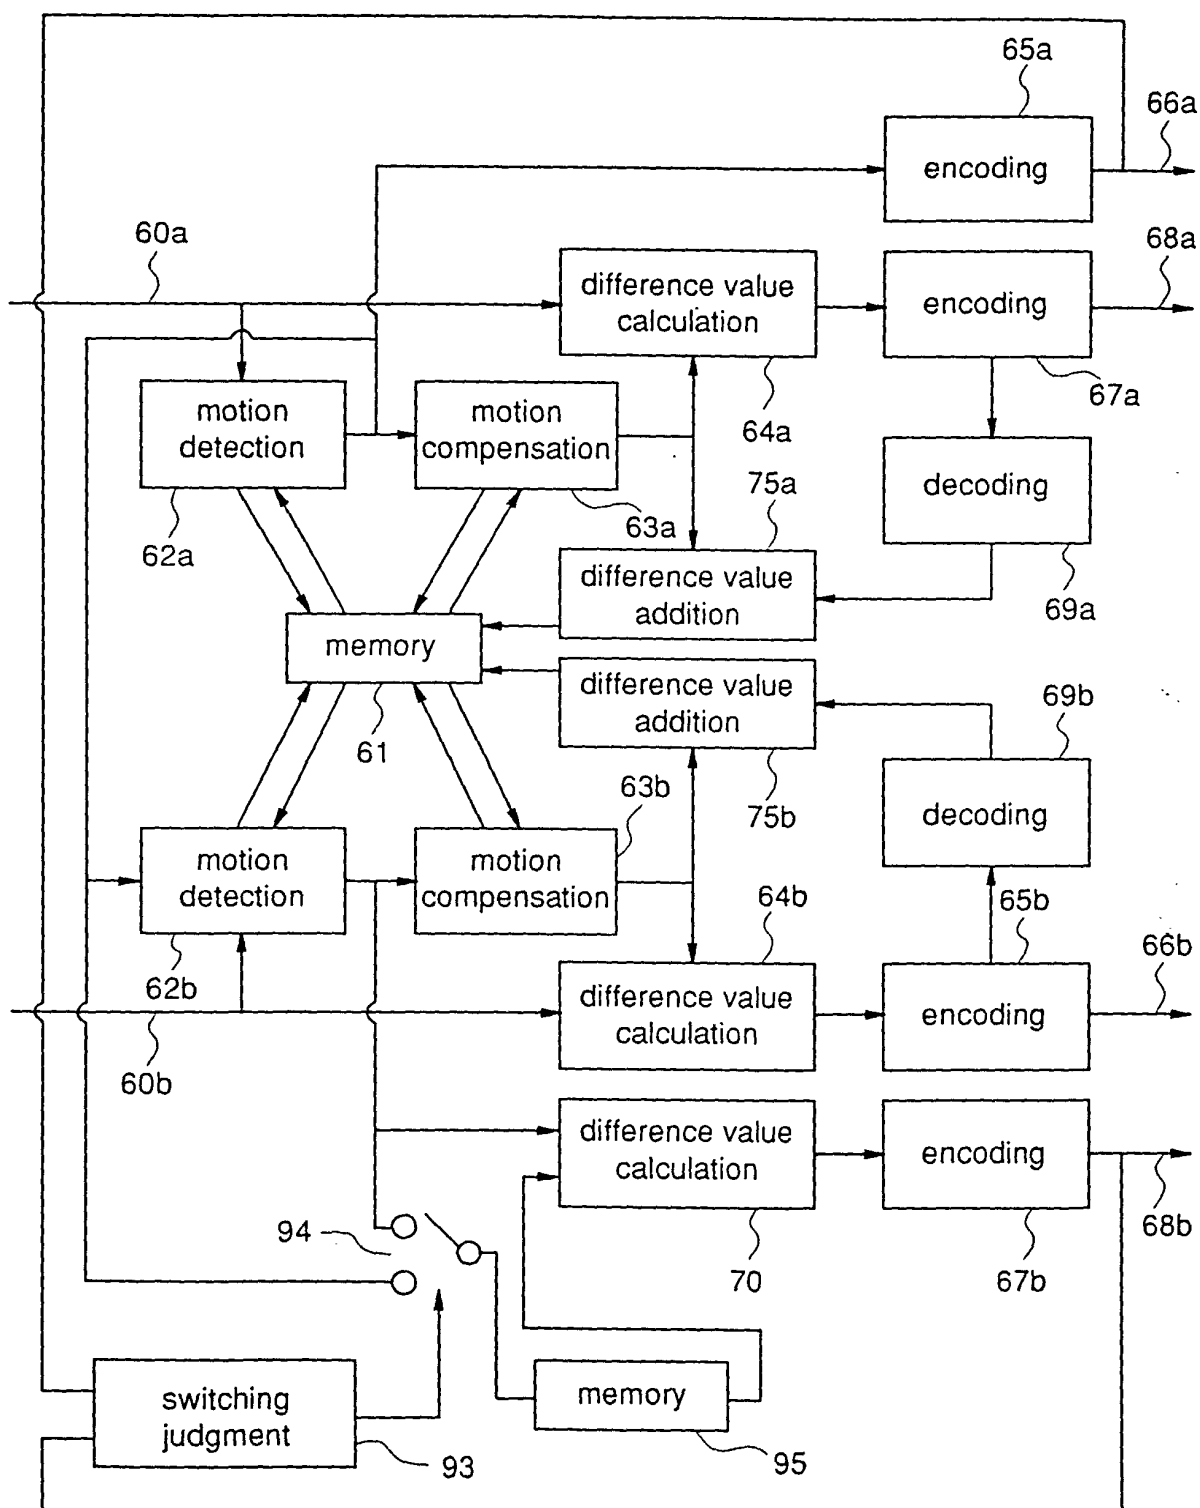 65a
66a
encoding
60a
68a
difference value
calculation
encoding
67a
motion
detection
motion
compensation
64a
62a
63a
75a
decoding
69a
difference value
addition
memory
61
difference value
addition
69b
63b
75b
decoding
motion
detection
motion
compensation
64b
65b
66b
62b
difference value
calculation
encoding
60b
difference value
calculation
encoding
68b
94
70
67b
switching
judgment
memory
93
95